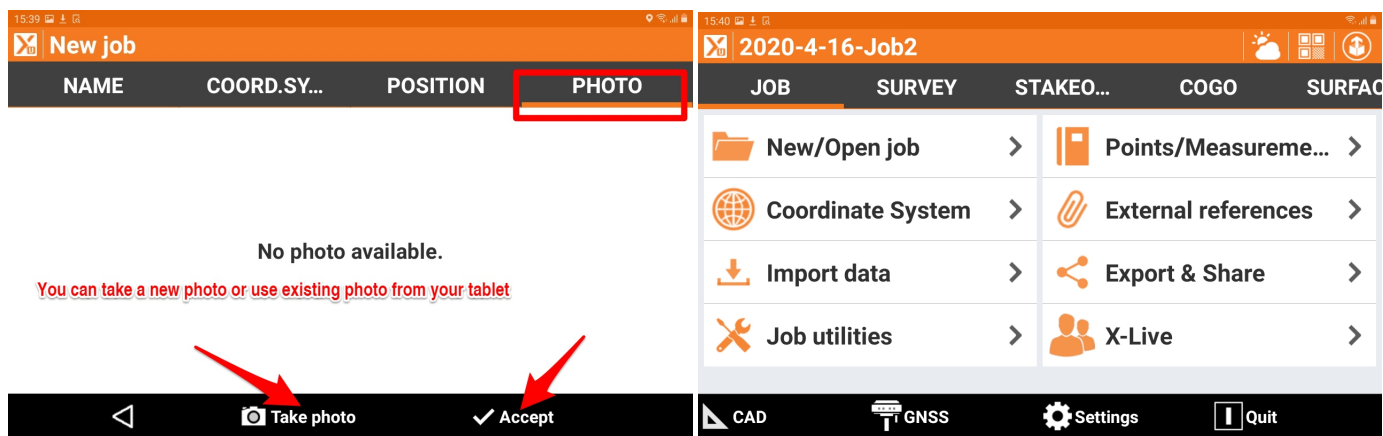 15:39
New job
NAME COORD.SY... POSITION PHOTO
No photo available.
You can take a new photo or use existing photo from your tablet
Take photo Accept
15:40
2020-4-16-Job2
JOB SURVEY STAKEO... COGO SURFAC
New/Open job Points/Measureme...
Coordinate System External references
Import data Export & Share
Job utilities X-Live
CAD GNSS Settings Quit